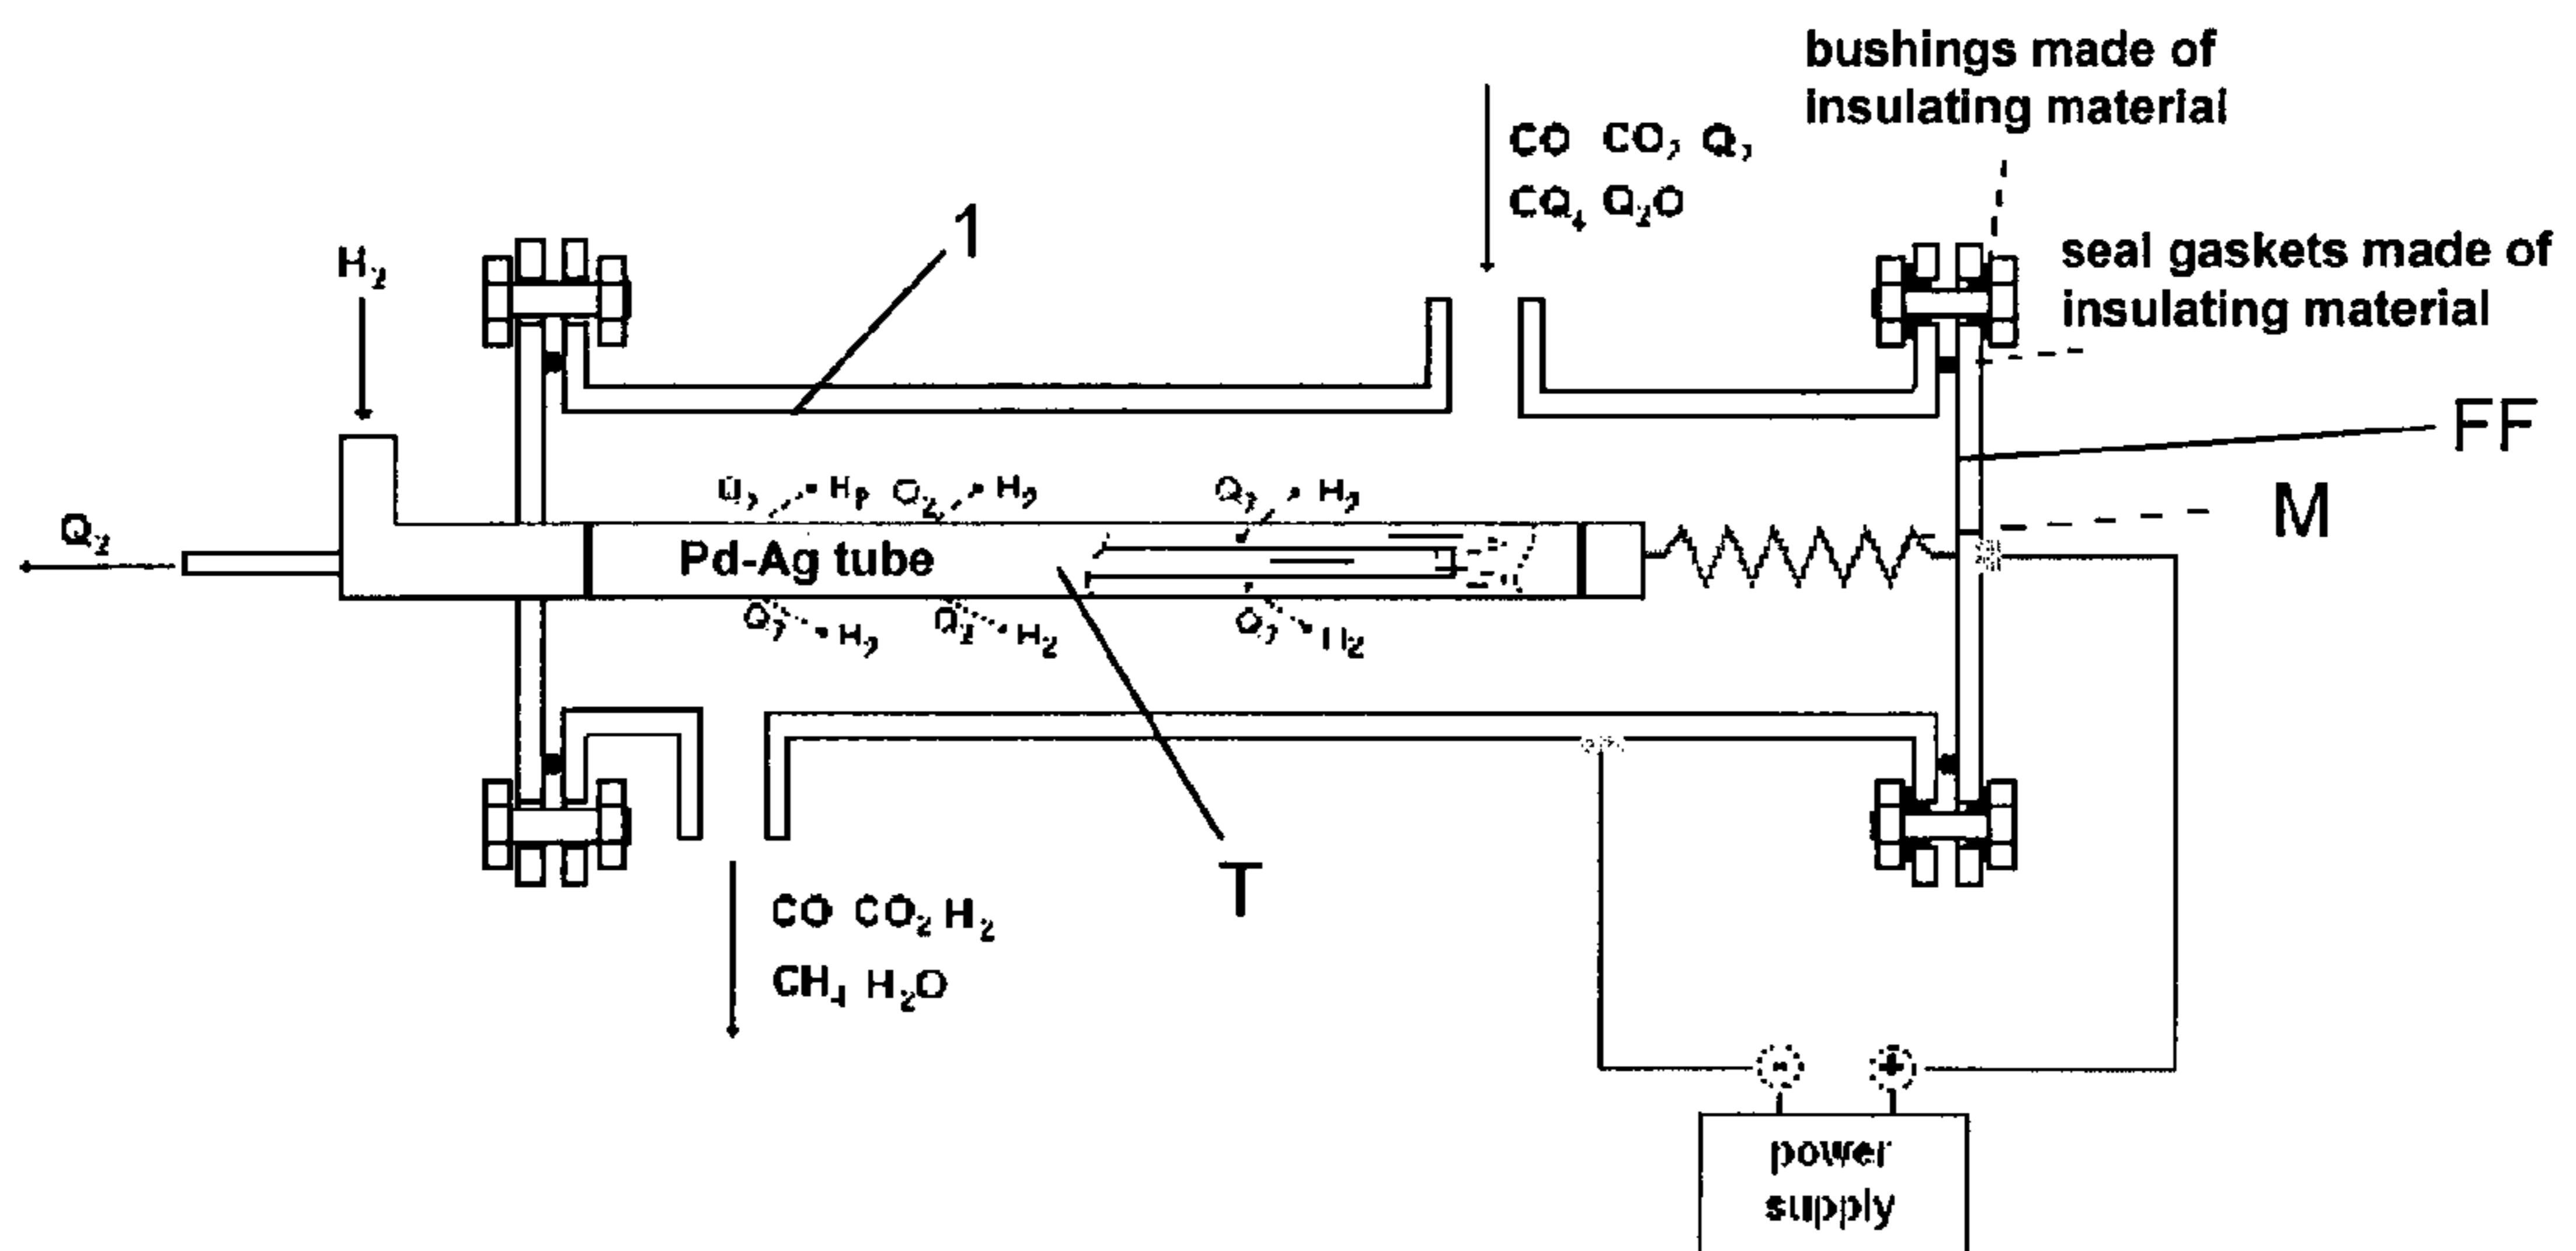 bushings made of
insulating material
CO CO₂ Q₂
CQ₄ Q₂O
1
H₂
seal gaskets made of
insulating material
FF
M
Q₂ H₂ Q₂ H₂ Q₂ H₂
Q₂
Pd-Ag tube
Q₂ H₂ Q₂ H₂ Q₂ H₂
T
CO CO₂ H₂
CH₄ H₂O
- +
power
supply